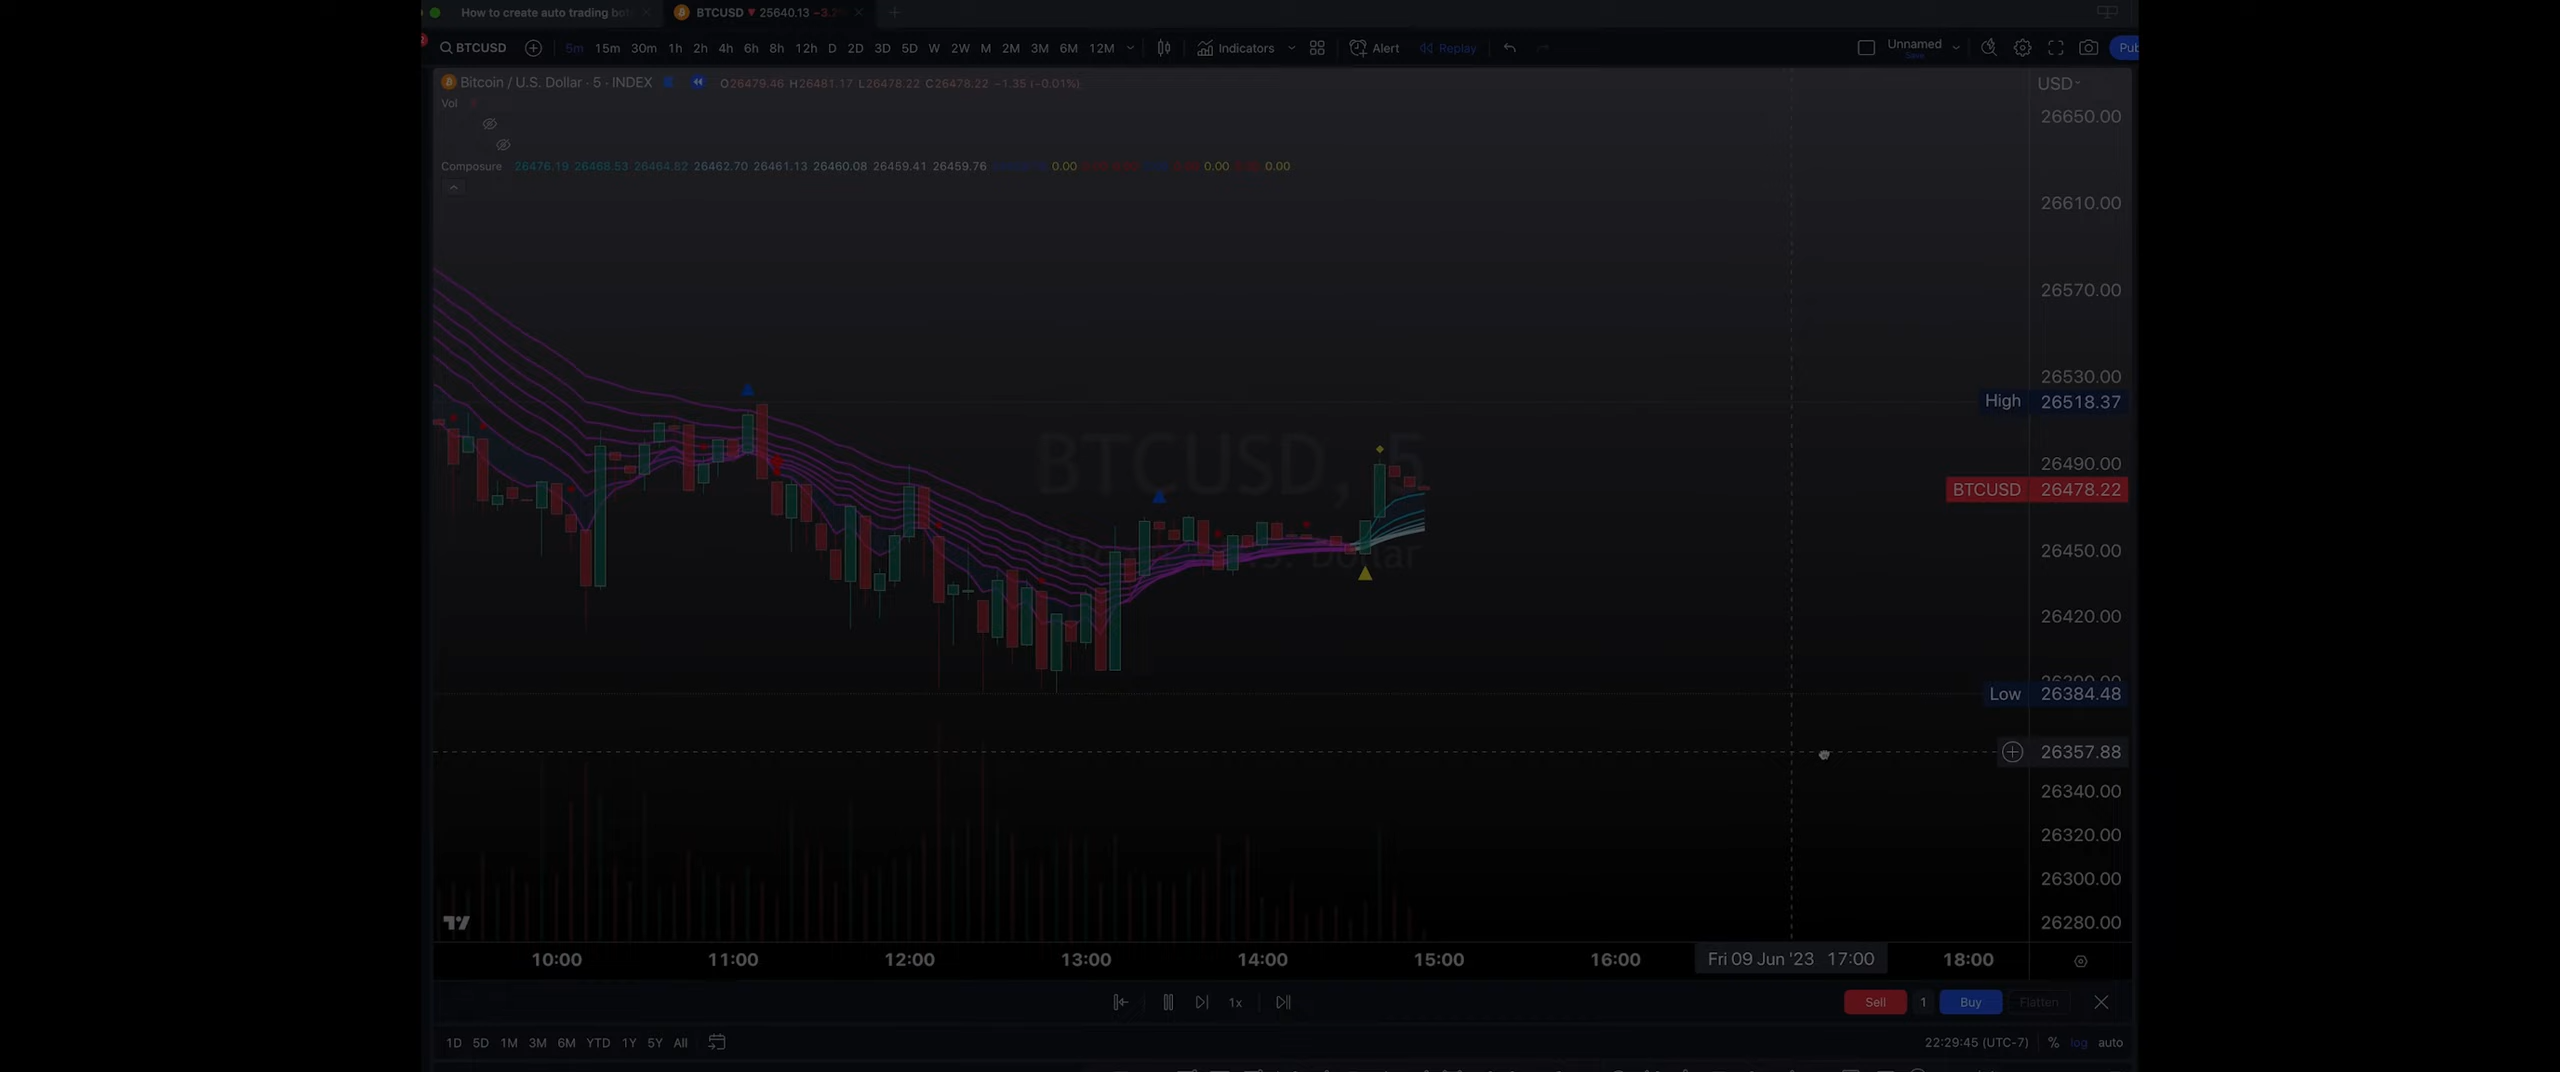 How to create auto trading bot
BTCUSD ▼ 25640.13 −3.2
BTCUSD 5m 15m 30m 1h 2h 4h 6h 8h 12h D 2D 3D 5D W 2W M 2M 3M 6M 12M Indicators Alert Replay Unnamed Pub
Save
Bitcoin / U.S. Dollar · 5 · INDEX O26479.46 H26481.17 L26478.22 C26478.22 −1.35 (−0.01%)
USD
Vol
26650.00
Composure 26476.19 26468.53 26464.82 26462.70 26461.13 26460.08 26459.41 26459.76 0.00 0.00 0.00
26610.00
26570.00
26530.00
High 26518.37
BTCUSD, 5
26490.00
BTCUSD 26478.22
Bitcoin / U.S. Dollar
26450.00
26420.00
Low 26384.48
26357.88
26340.00
26320.00
26300.00
26280.00
10:00 11:00 12:00 13:00 14:00 15:00 16:00 Fri 09 Jun '23 17:00 18:00
1x Sell 1 Buy Flatten
1D 5D 1M 3M 6M YTD 1Y 5Y All 22:29:45 (UTC-7) % log auto